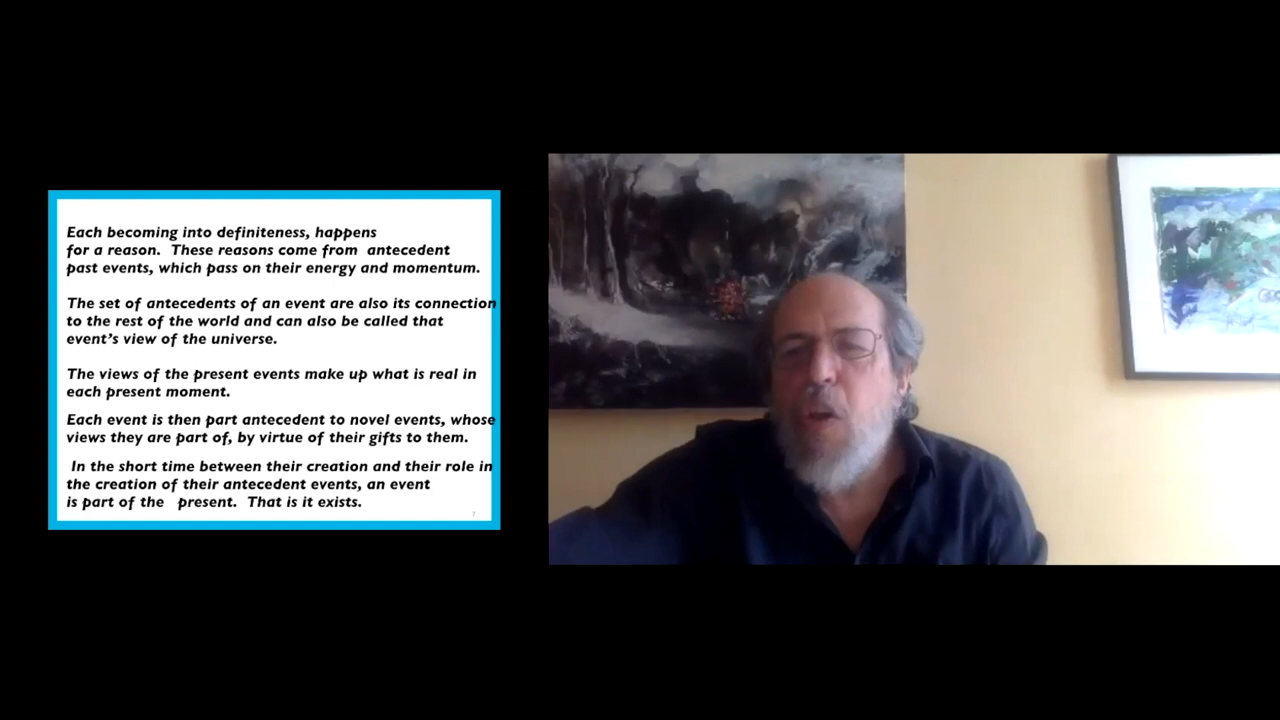 Each becoming into definiteness, happens
for a reason. These reasons come from antecedent
past events, which pass on their energy and momentum.
The set of antecedents of an event are also its connection
to the rest of the world and can also be called that
event's view of the universe.
The views of the present events make up what is real in
each present moment.
Each event is then part antecedent to novel events, whose
views they are part of, by virtue of their gifts to them.
In the short time between their creation and their role in
the creation of their antecedent events, an event
is part of the present. That is it exists.
7